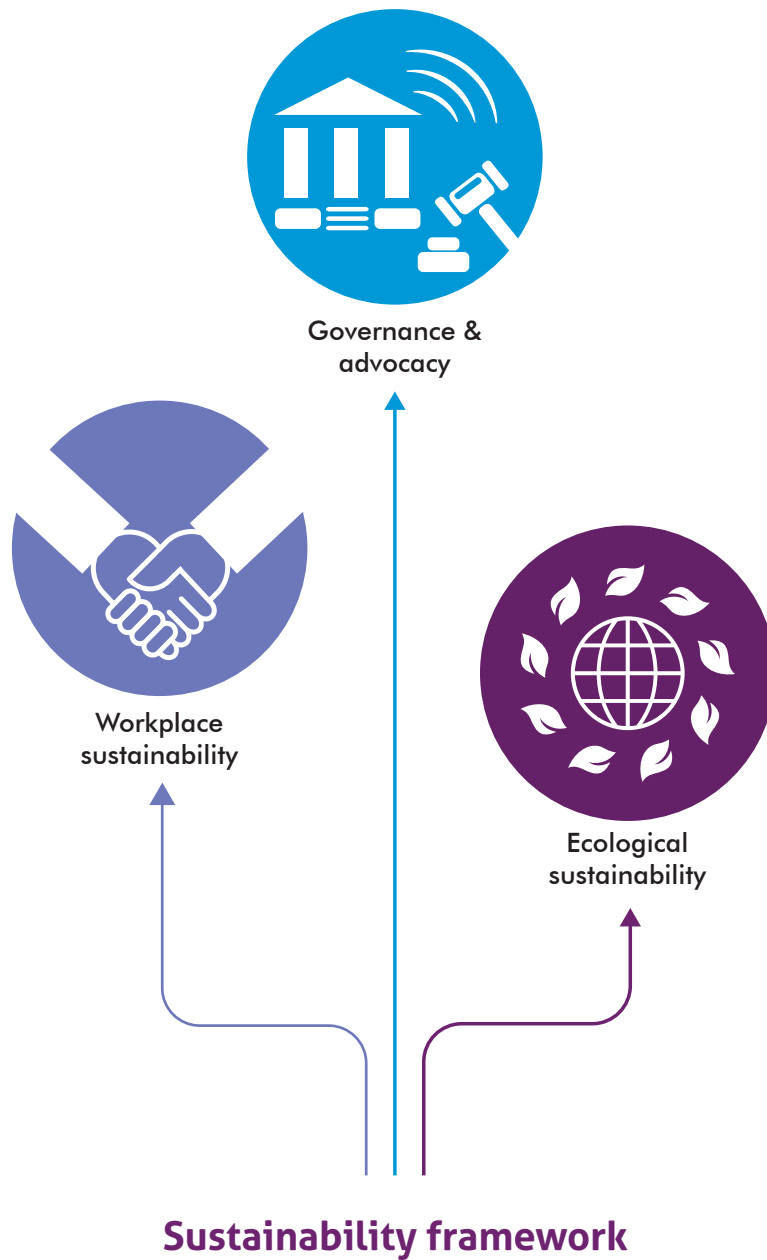 Governance &
advocacy
Workplace
sustainability
Ecological
sustainability
Sustainability framework